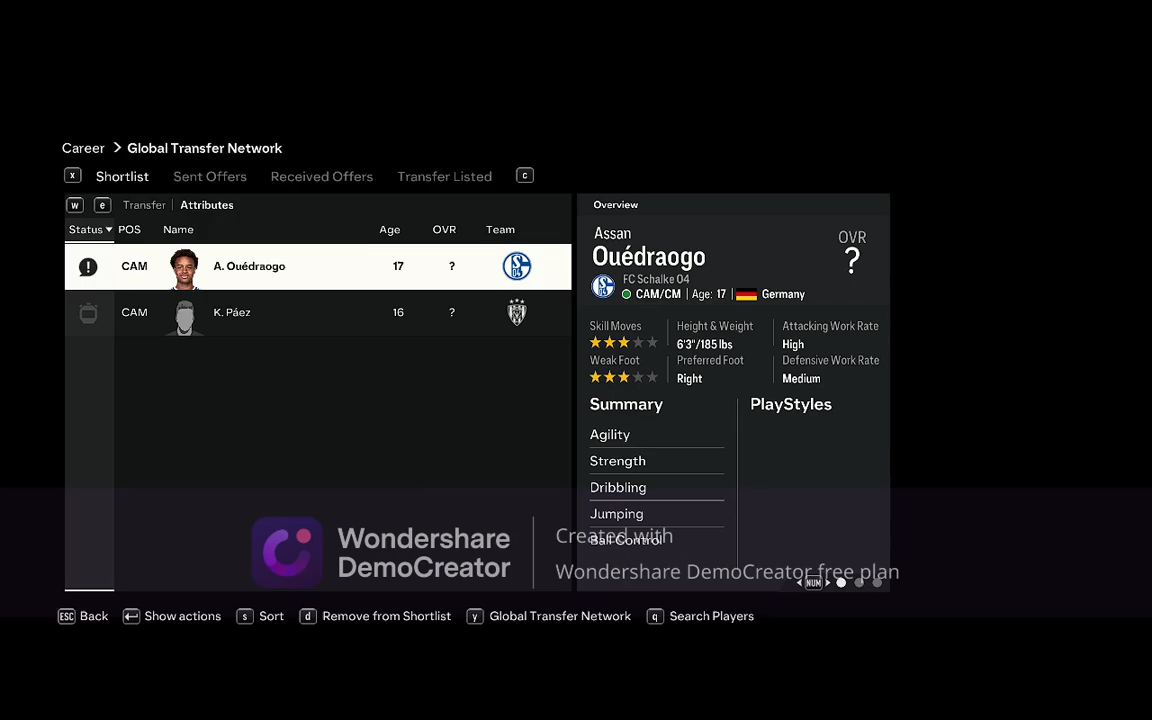 Career > Global Transfer Network
x Shortlist Sent Offers Received Offers Transfer Listed c
w e Transfer | Attributes
Status POS Name Age OVR Team
CAM A. Ouédraogo 17 ?
CAM K. Páez 16 ?
Overview
Assan
Ouédraogo
OVR
?
FC Schalke 04
CAM/CM | Age: 17 | Germany
Skill Moves
Height & Weight
6'3"/185 lbs
Attacking Work Rate
High
Weak Foot
Preferred Foot
Right
Defensive Work Rate
Medium
Summary
Agility
Strength
Dribbling
Jumping
Ball Control
PlayStyles
NUM
Wondershare
DemoCreator
Created with
Wondershare DemoCreator free plan
ESC Back Show actions s Sort d Remove from Shortlist y Global Transfer Network q Search Players